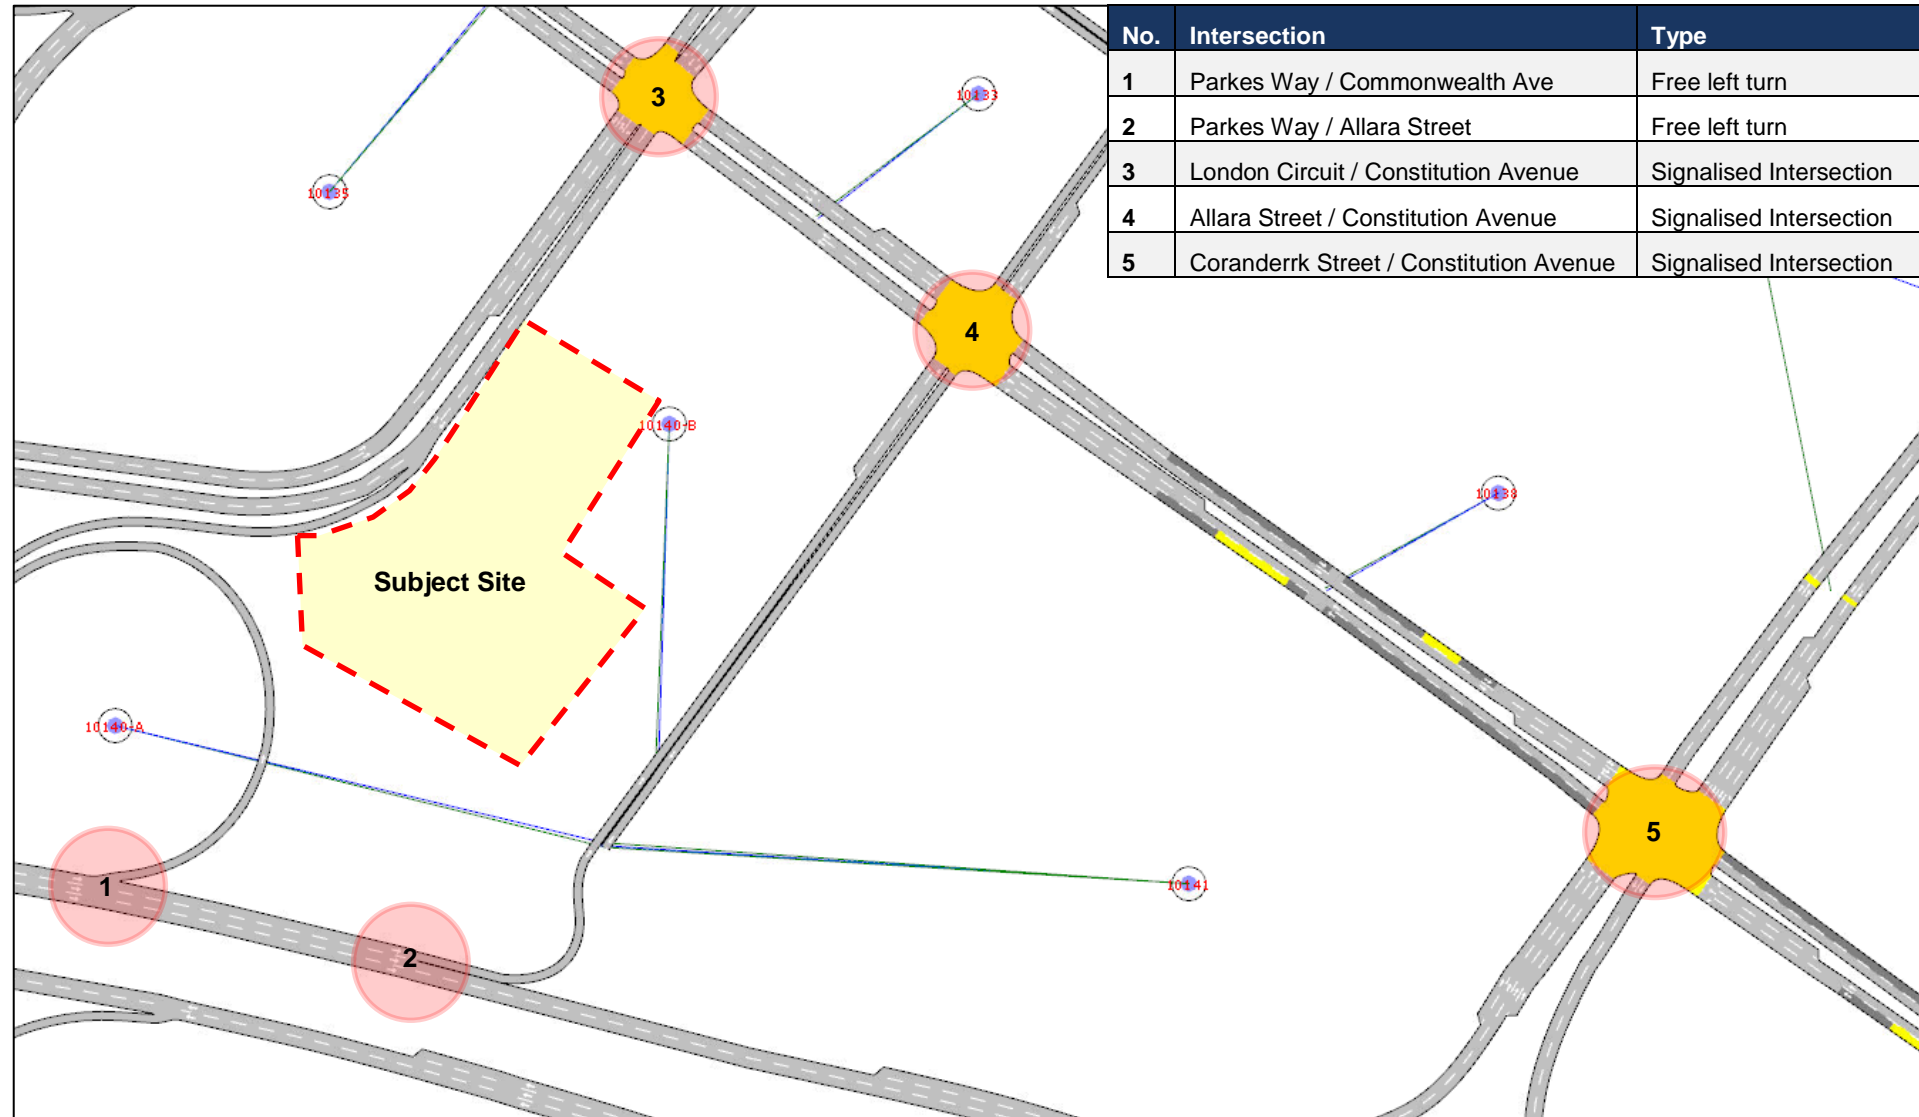 No. Intersection Type
1 Parkes Way / Commonwealth Ave Free left turn
2 Parkes Way / Allara Street Free left turn
3 London Circuit / Constitution Avenue Signalised Intersection
4 Allara Street / Constitution Avenue Signalised Intersection
5 Coranderrk Street / Constitution Avenue Signalised Intersection
3
10133
10135
4
10140-B
10138
Subject Site
10140-A
5
1
10141
2